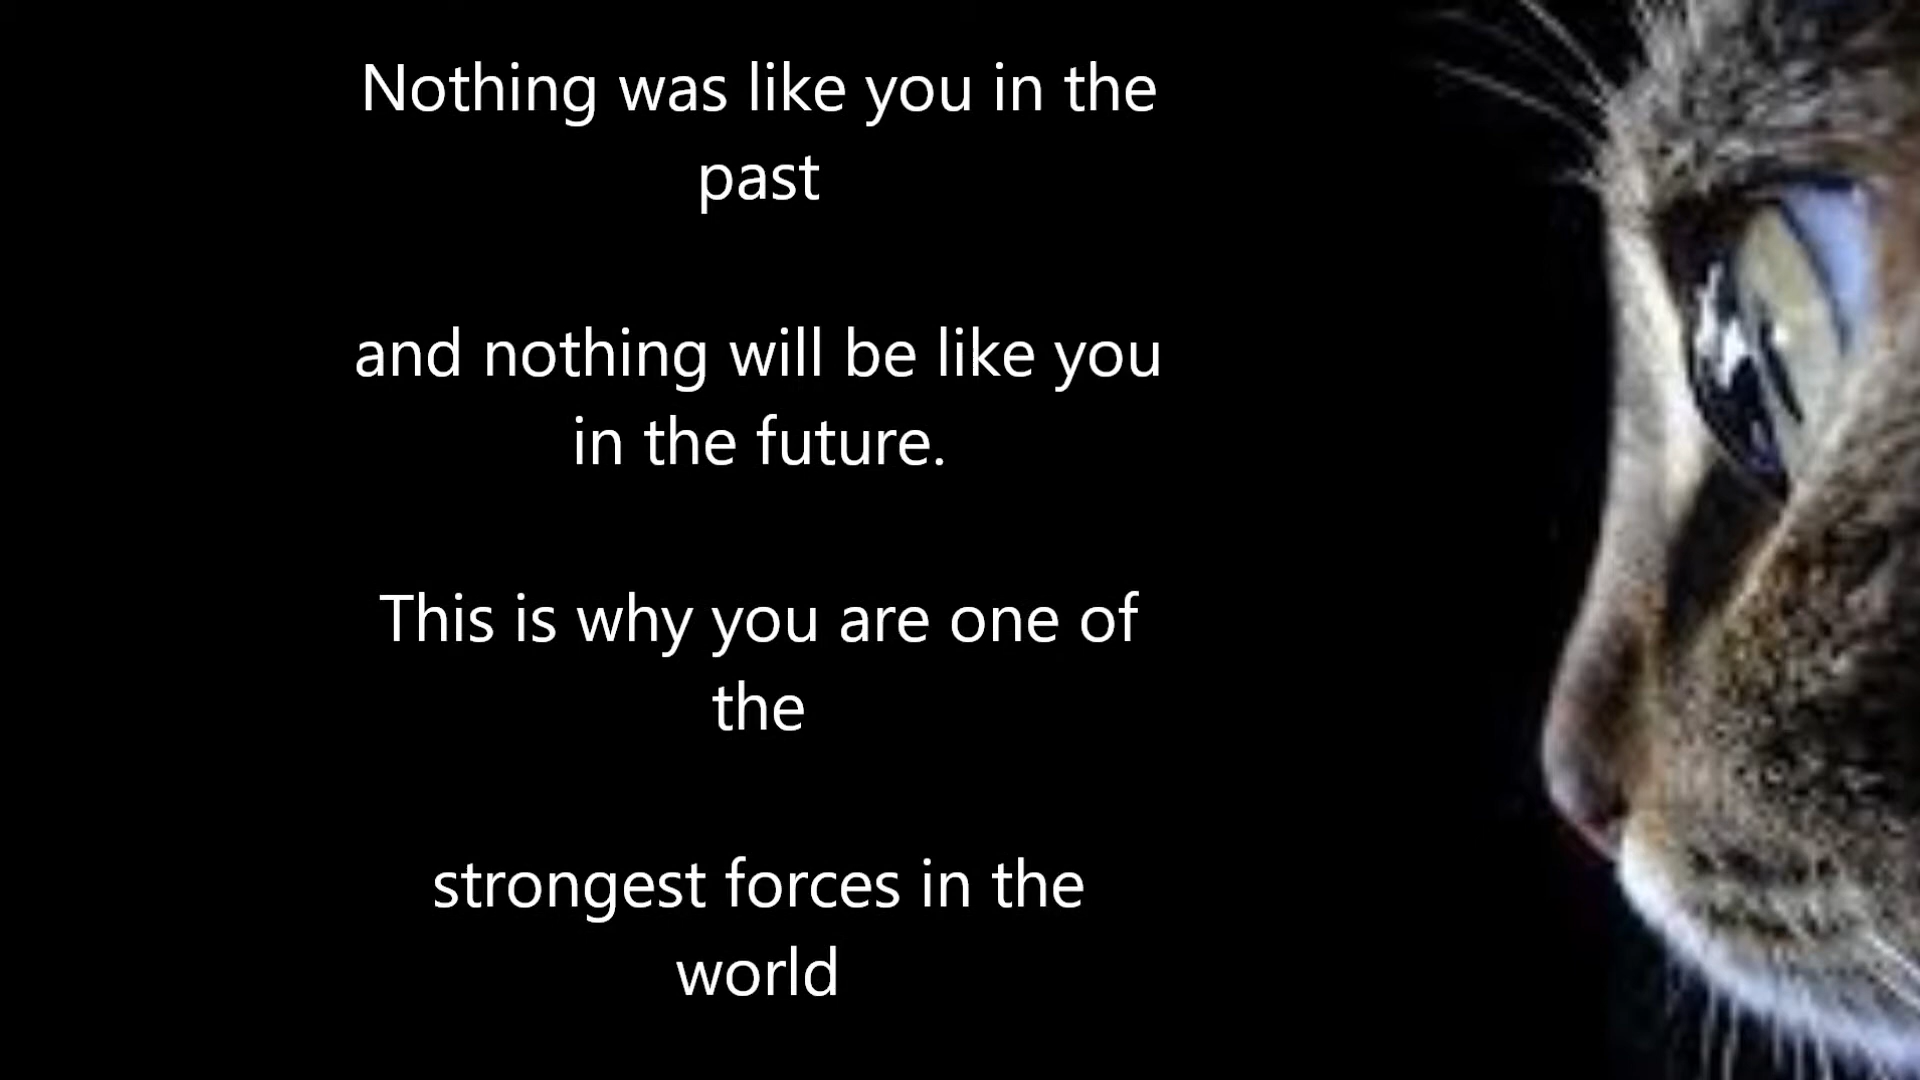 Nothing was like you in the
past
and nothing will be like you
in the future.
This is why you are one of
the
strongest forces in the
world